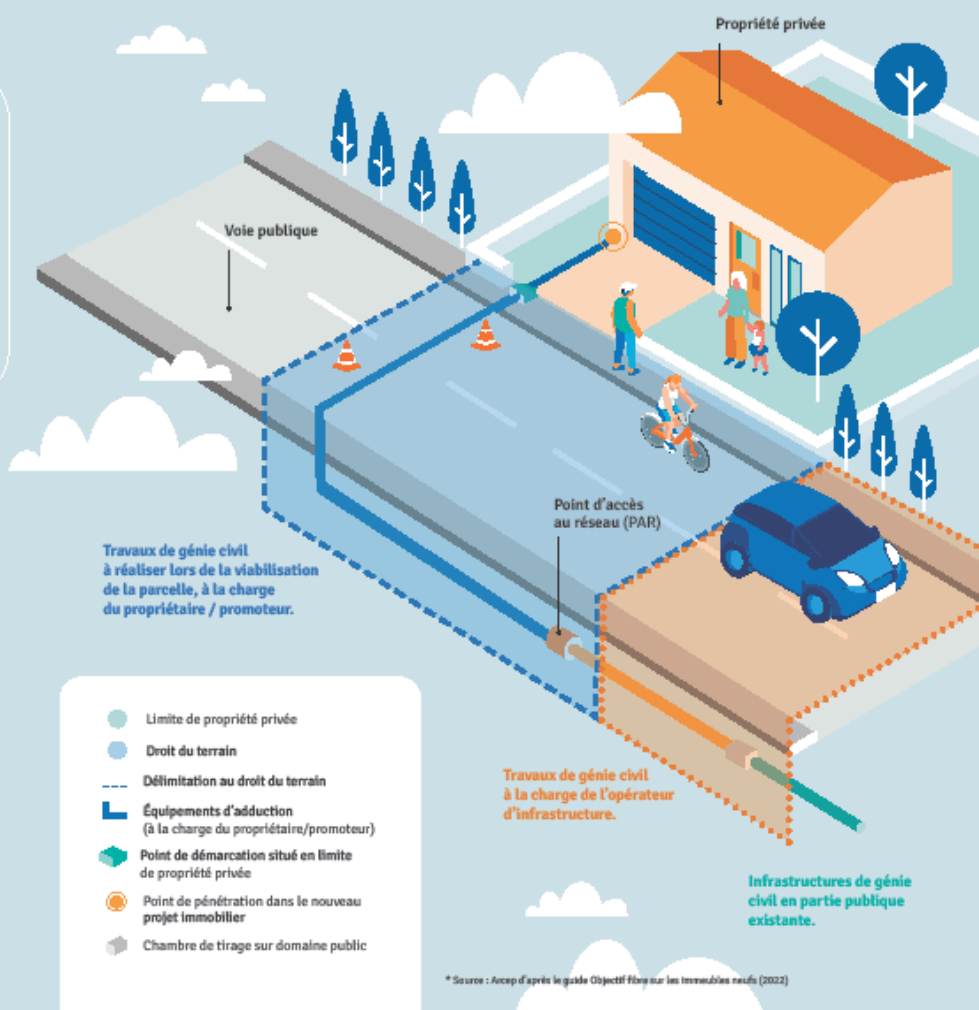 Propriété privée
Voie publique
Point d'accès
au réseau (PAR)
Travaux de génie civil
à réaliser lors de la viabilisation
de la parcelle, à la charge
du propriétaire / promoteur.
Limite de propriété privée
Droit du terrain
Délimitation au droit du terrain
Équipements d'adduction
(à la charge du propriétaire/promoteur)
Point de démarcation situé en limite
de propriété privée
Point de pénétration dans le nouveau
projet immobilier
Chambre de tirage sur domaine public
Travaux de génie civil
à la charge de l'opérateur
d'infrastructure.
Infrastructures de génie
civil en partie publique
existante.
* Source : Arcep d'après le guide Objectif fibre sur les immeubles neufs (2022)